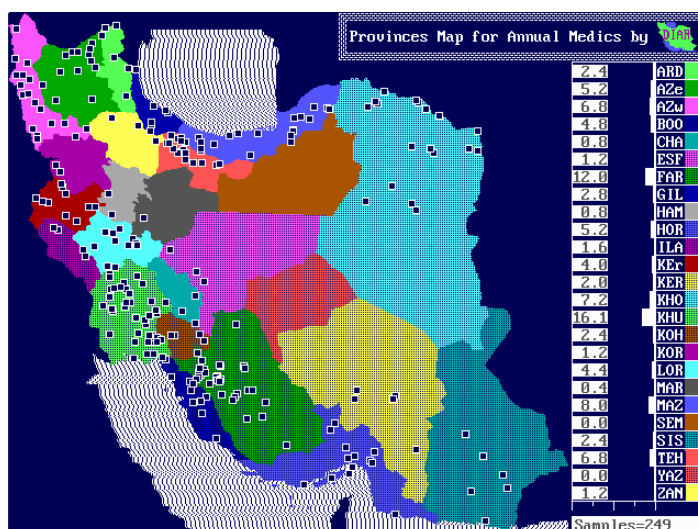 Provinces Map for Annual Medics by DIAR
2.4 ARD
5.2 AZe
6.8 AZw
4.8 BOO
0.8 CHA
1.2 ESF
12.0 FAR
2.8 GIL
0.8 HAM
5.2 HOR
1.6 ILA
4.0 KEr
2.0 KER
7.2 KHO
16.1 KHU
2.4 KOH
1.2 KOR
4.4 LOR
0.4 MAR
8.0 MAZ
0.0 SEM
2.4 SIS
6.8 TEH
0.0 YAZ
1.2 ZAN
Samples=249